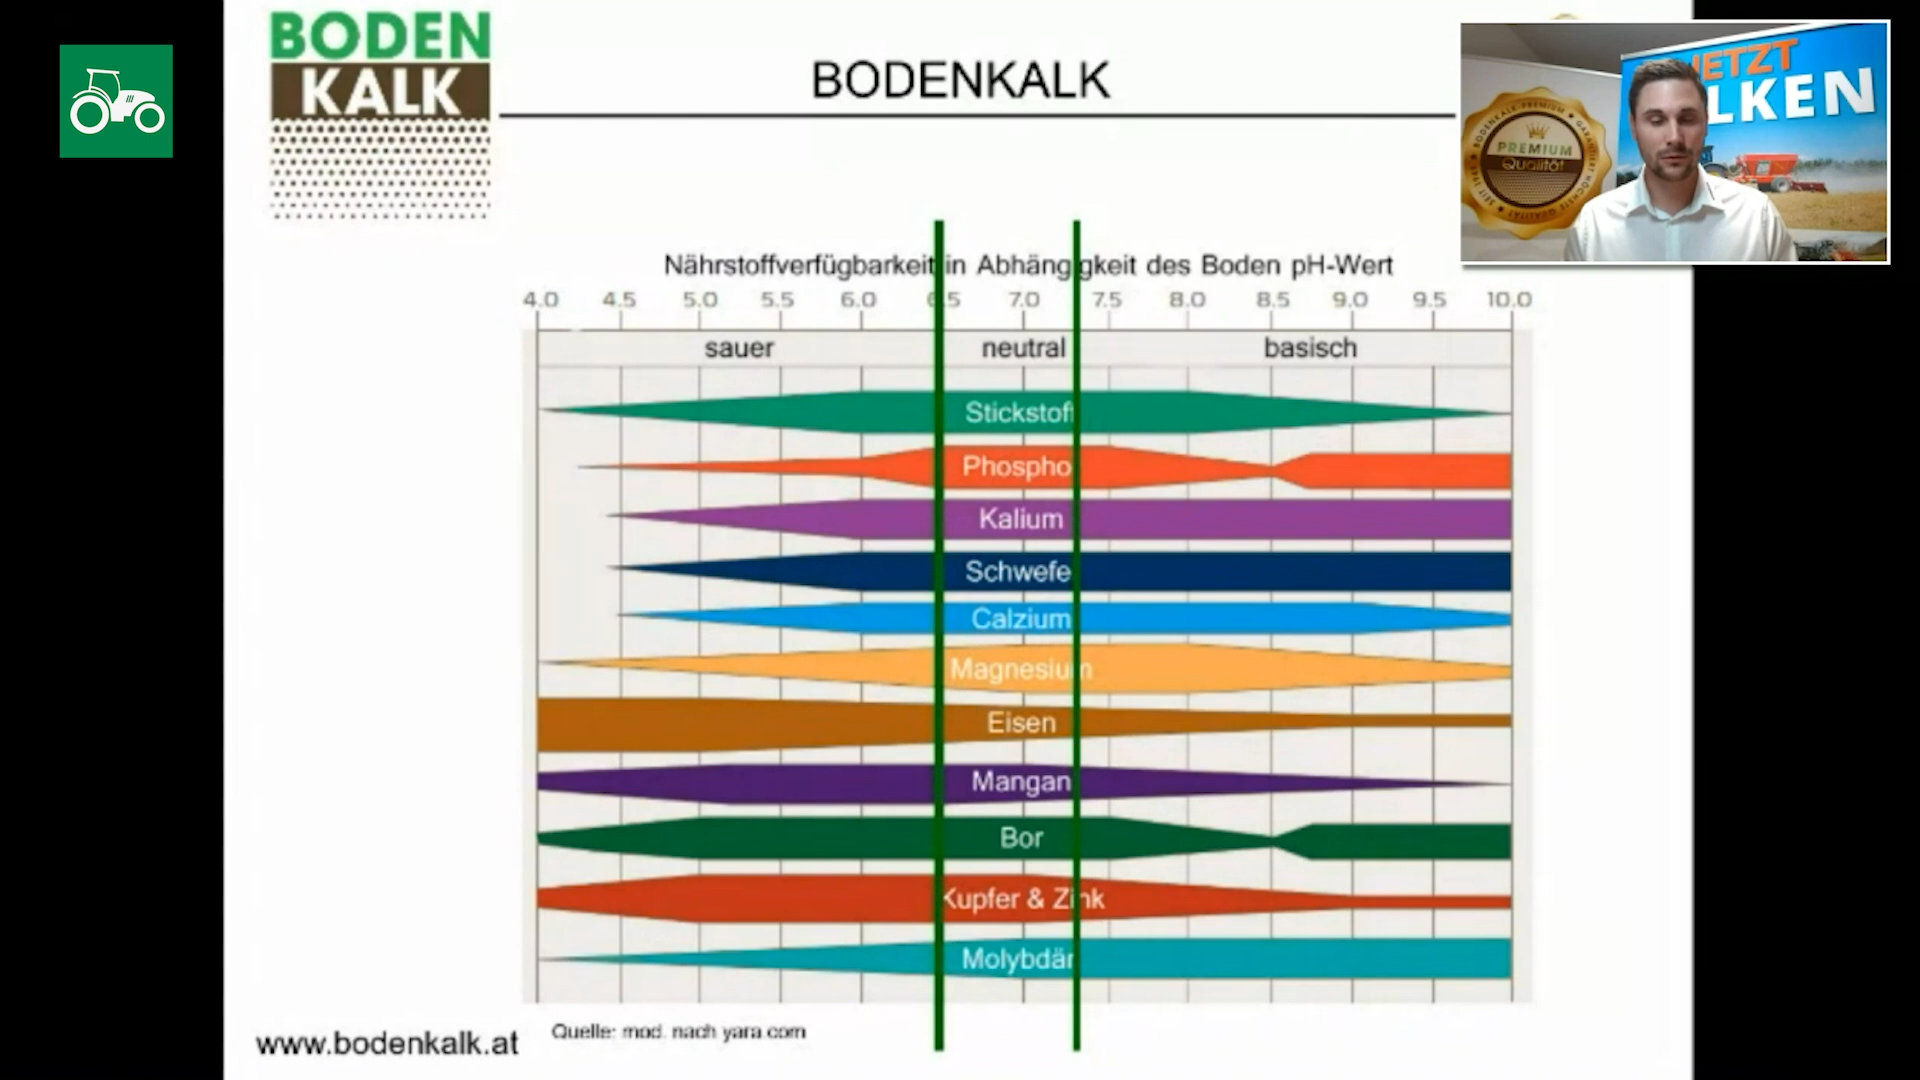 BODEN
KALK
BODENKALK
JETZT
LKEN
BODENKALK-PREMIUM
PREMIUM
Qualität
Nährstoffverfügbarkeit in Abhängigkeit des Boden pH-Wert
4.0 4.5 5.0 5.5 6.0 6.5 7.0 7.5 8.0 8.5 9.0 9.5 10.0
sauer neutral basisch
Stickstoff
Phospho
Kalium
Schwefe
Calzium
Magnesium
Eisen
Mangan
Bor
Kupfer & Zink
Molybdän
Quelle: mod. nach yara.com
www.bodenkalk.at